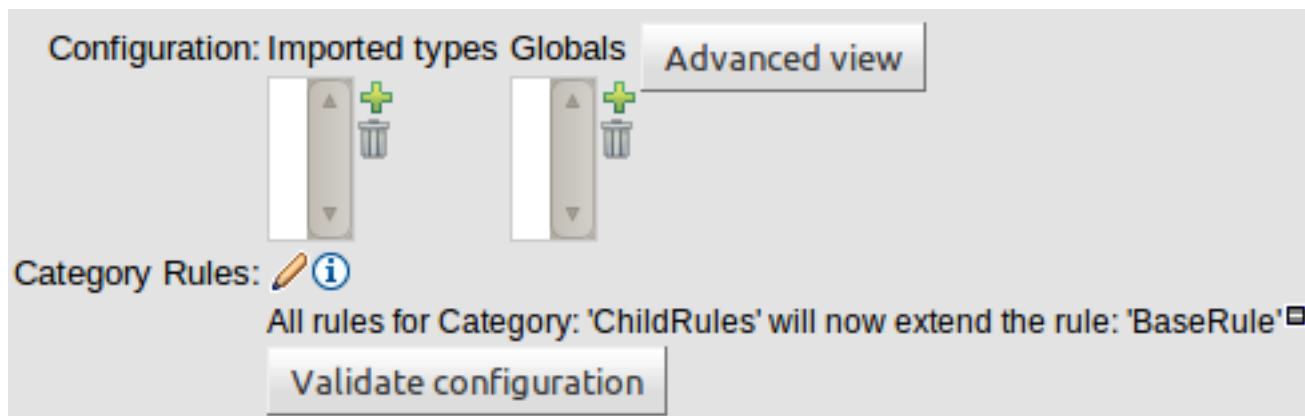 Configuration: Imported types Globals Advanced view
Category Rules:
All rules for Category: 'ChildRules' will now extend the rule: 'BaseRule'
Validate configuration